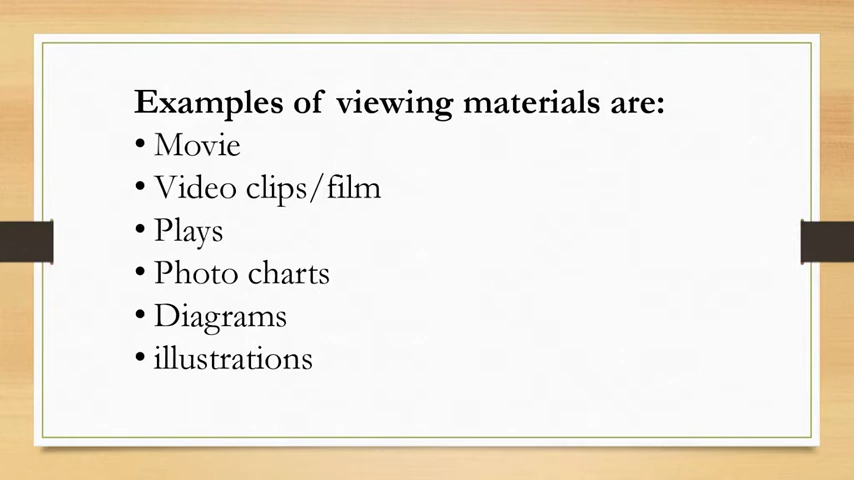 Examples of viewing materials are:
• Movie
• Video clips/film
• Plays
• Photo charts
• Diagrams
• illustrations